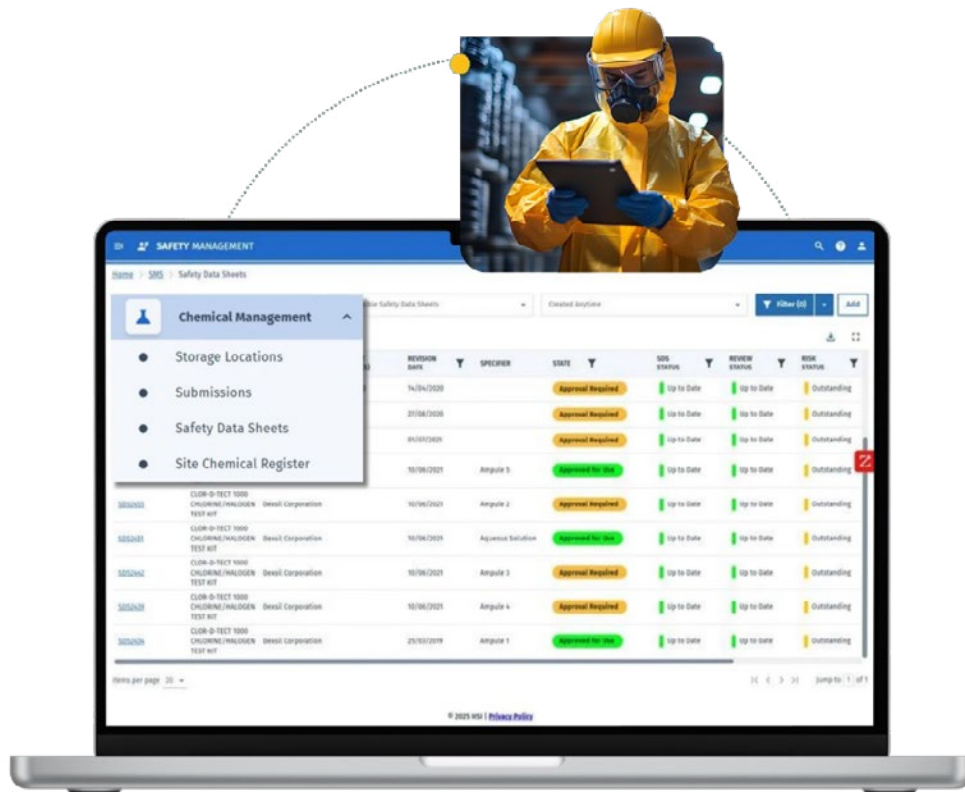 SAFETY MANAGEMENT
Home > SMS > Safety Data Sheets
Safety Data Sheets
Created Anytime
Filter (0)
Add
Chemical Management
Storage Locations
Submissions
Safety Data Sheets
Site Chemical Register
REVISION DATE
SPECIFIER
STATE
SDS STATUS
REVIEW STATUS
RISK STATUS
14/04/2020 Approval Required Up to Date Up to Date Outstanding
27/08/2020 Approval Required Up to Date Up to Date Outstanding
01/07/2021 Approval Required Up to Date Up to Date Outstanding
10/06/2021 Ampule 5 Approved for Use Up to Date Up to Date Outstanding
CLOR-D-TECT 1000
CHLORINE/HALOGEN Dexsil Corporation 10/06/2021 Ampule 2 Approval Required Up to Date Up to Date Outstanding
TEST KIT
CLOR-D-TECT 1000
CHLORINE/HALOGEN Dexsil Corporation 10/06/2021 Aqueous Solution Approved for Use Up to Date Up to Date Outstanding
TEST KIT
CLOR-D-TECT 1000
SDS2442 CHLORINE/HALOGEN Dexsil Corporation 10/06/2021 Ampule 3 Approval Required Up to Date Up to Date Outstanding
TEST KIT
CLOR-D-TECT 1000
SDS2439 CHLORINE/HALOGEN Dexsil Corporation 10/06/2021 Ampule 4 Approval Required Up to Date Up to Date Outstanding
TEST KIT
CLOR-D-TECT 1000
CHLORINE/HALOGEN Dexsil Corporation 25/03/2019 Ampule 1 Approved for Use Up to Date Up to Date Outstanding
TEST KIT
Items per page 20
Jump to 1 of 1
© 2025 HSI | Privacy Policy